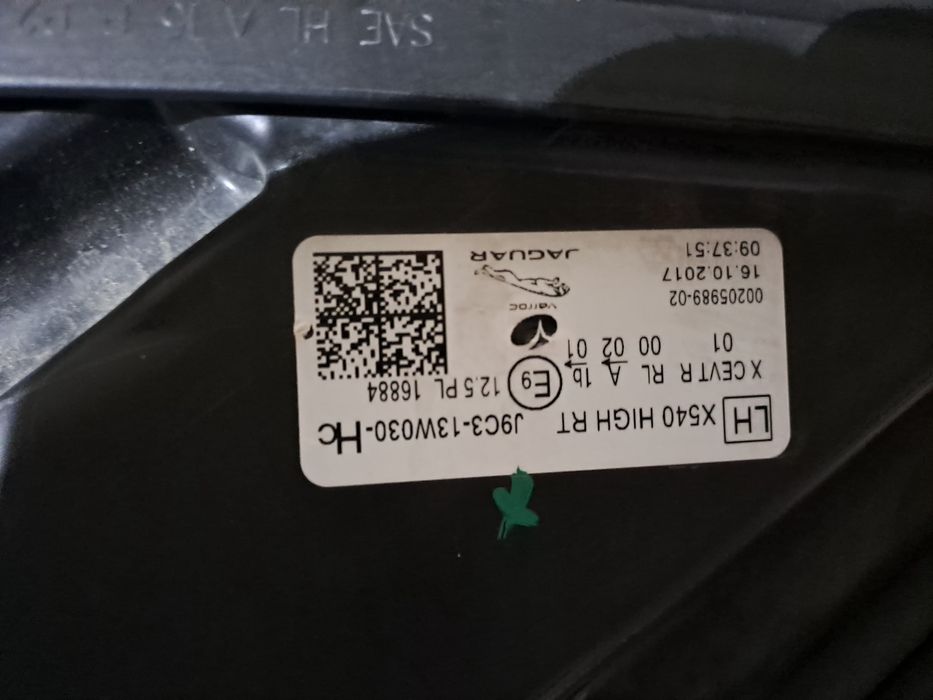 LH X540 HIGH RT J9C3-13W030-Hc
X CEVTR RL A 1b E9 12.5 PL 16884
01 00 02 01
varroc
00205989-02
16.10.2017
09:37:51
JAGUAR
SAE HL A